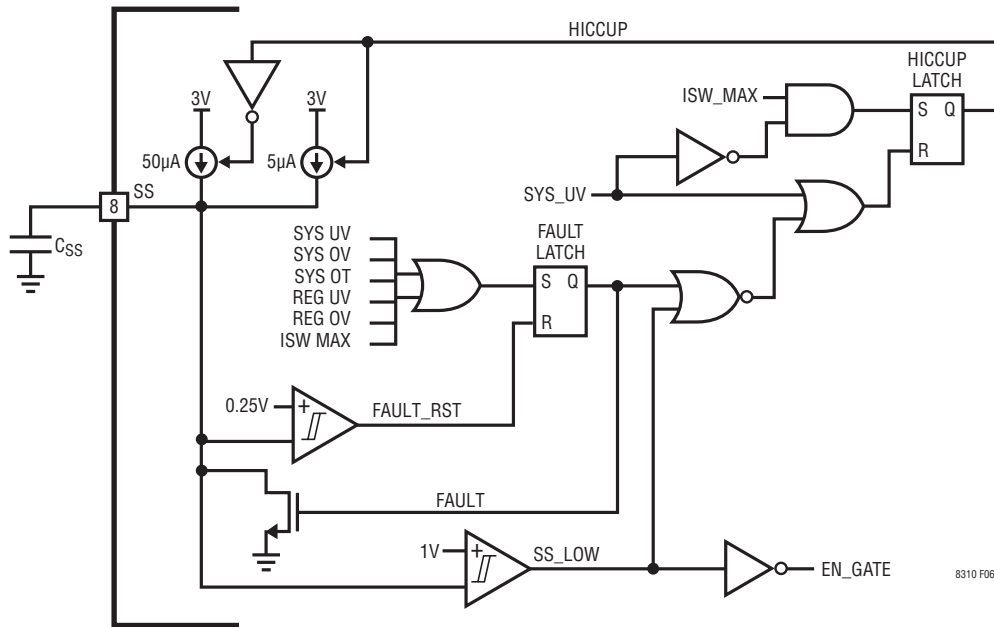 HICCUP
HICCUP
LATCH
ISW_MAX
S Q
R
3V
3V
50µA
5µA
SS
8
CSS
SYS_UV
SYS UV
SYS OV
SYS OT
REG UV
REG OV
ISW MAX
FAULT
LATCH
S Q
R
0.25V
+
FAULT_RST
FAULT
1V
+
SS_LOW
EN_GATE
8310 F06